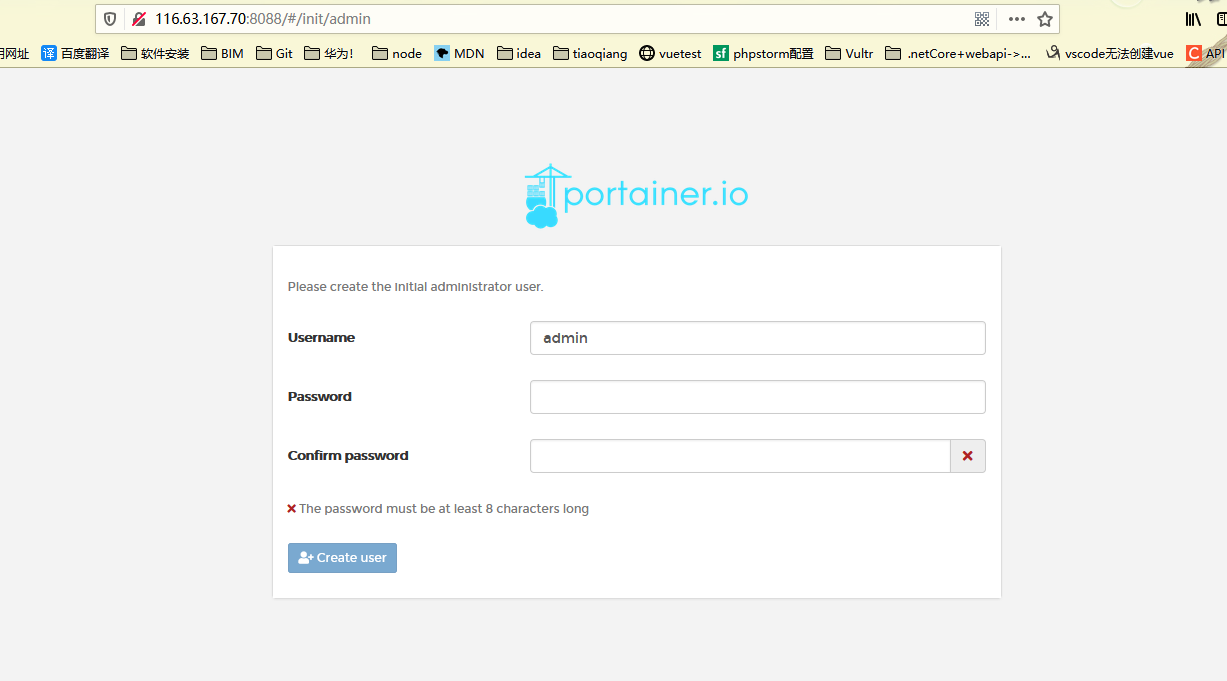 116.63.167.70:8088/#/init/admin
用网址 译 百度翻译 软件安装 BIM Git 华为! node MDN idea tiaoqiang vuetest sf phpstorm配置 Vultr .netCore+webapi->... vscode无法创建vue C API
portainer.io
Please create the initial administrator user.
Username admin
Password
Confirm password
The password must be at least 8 characters long
Create user